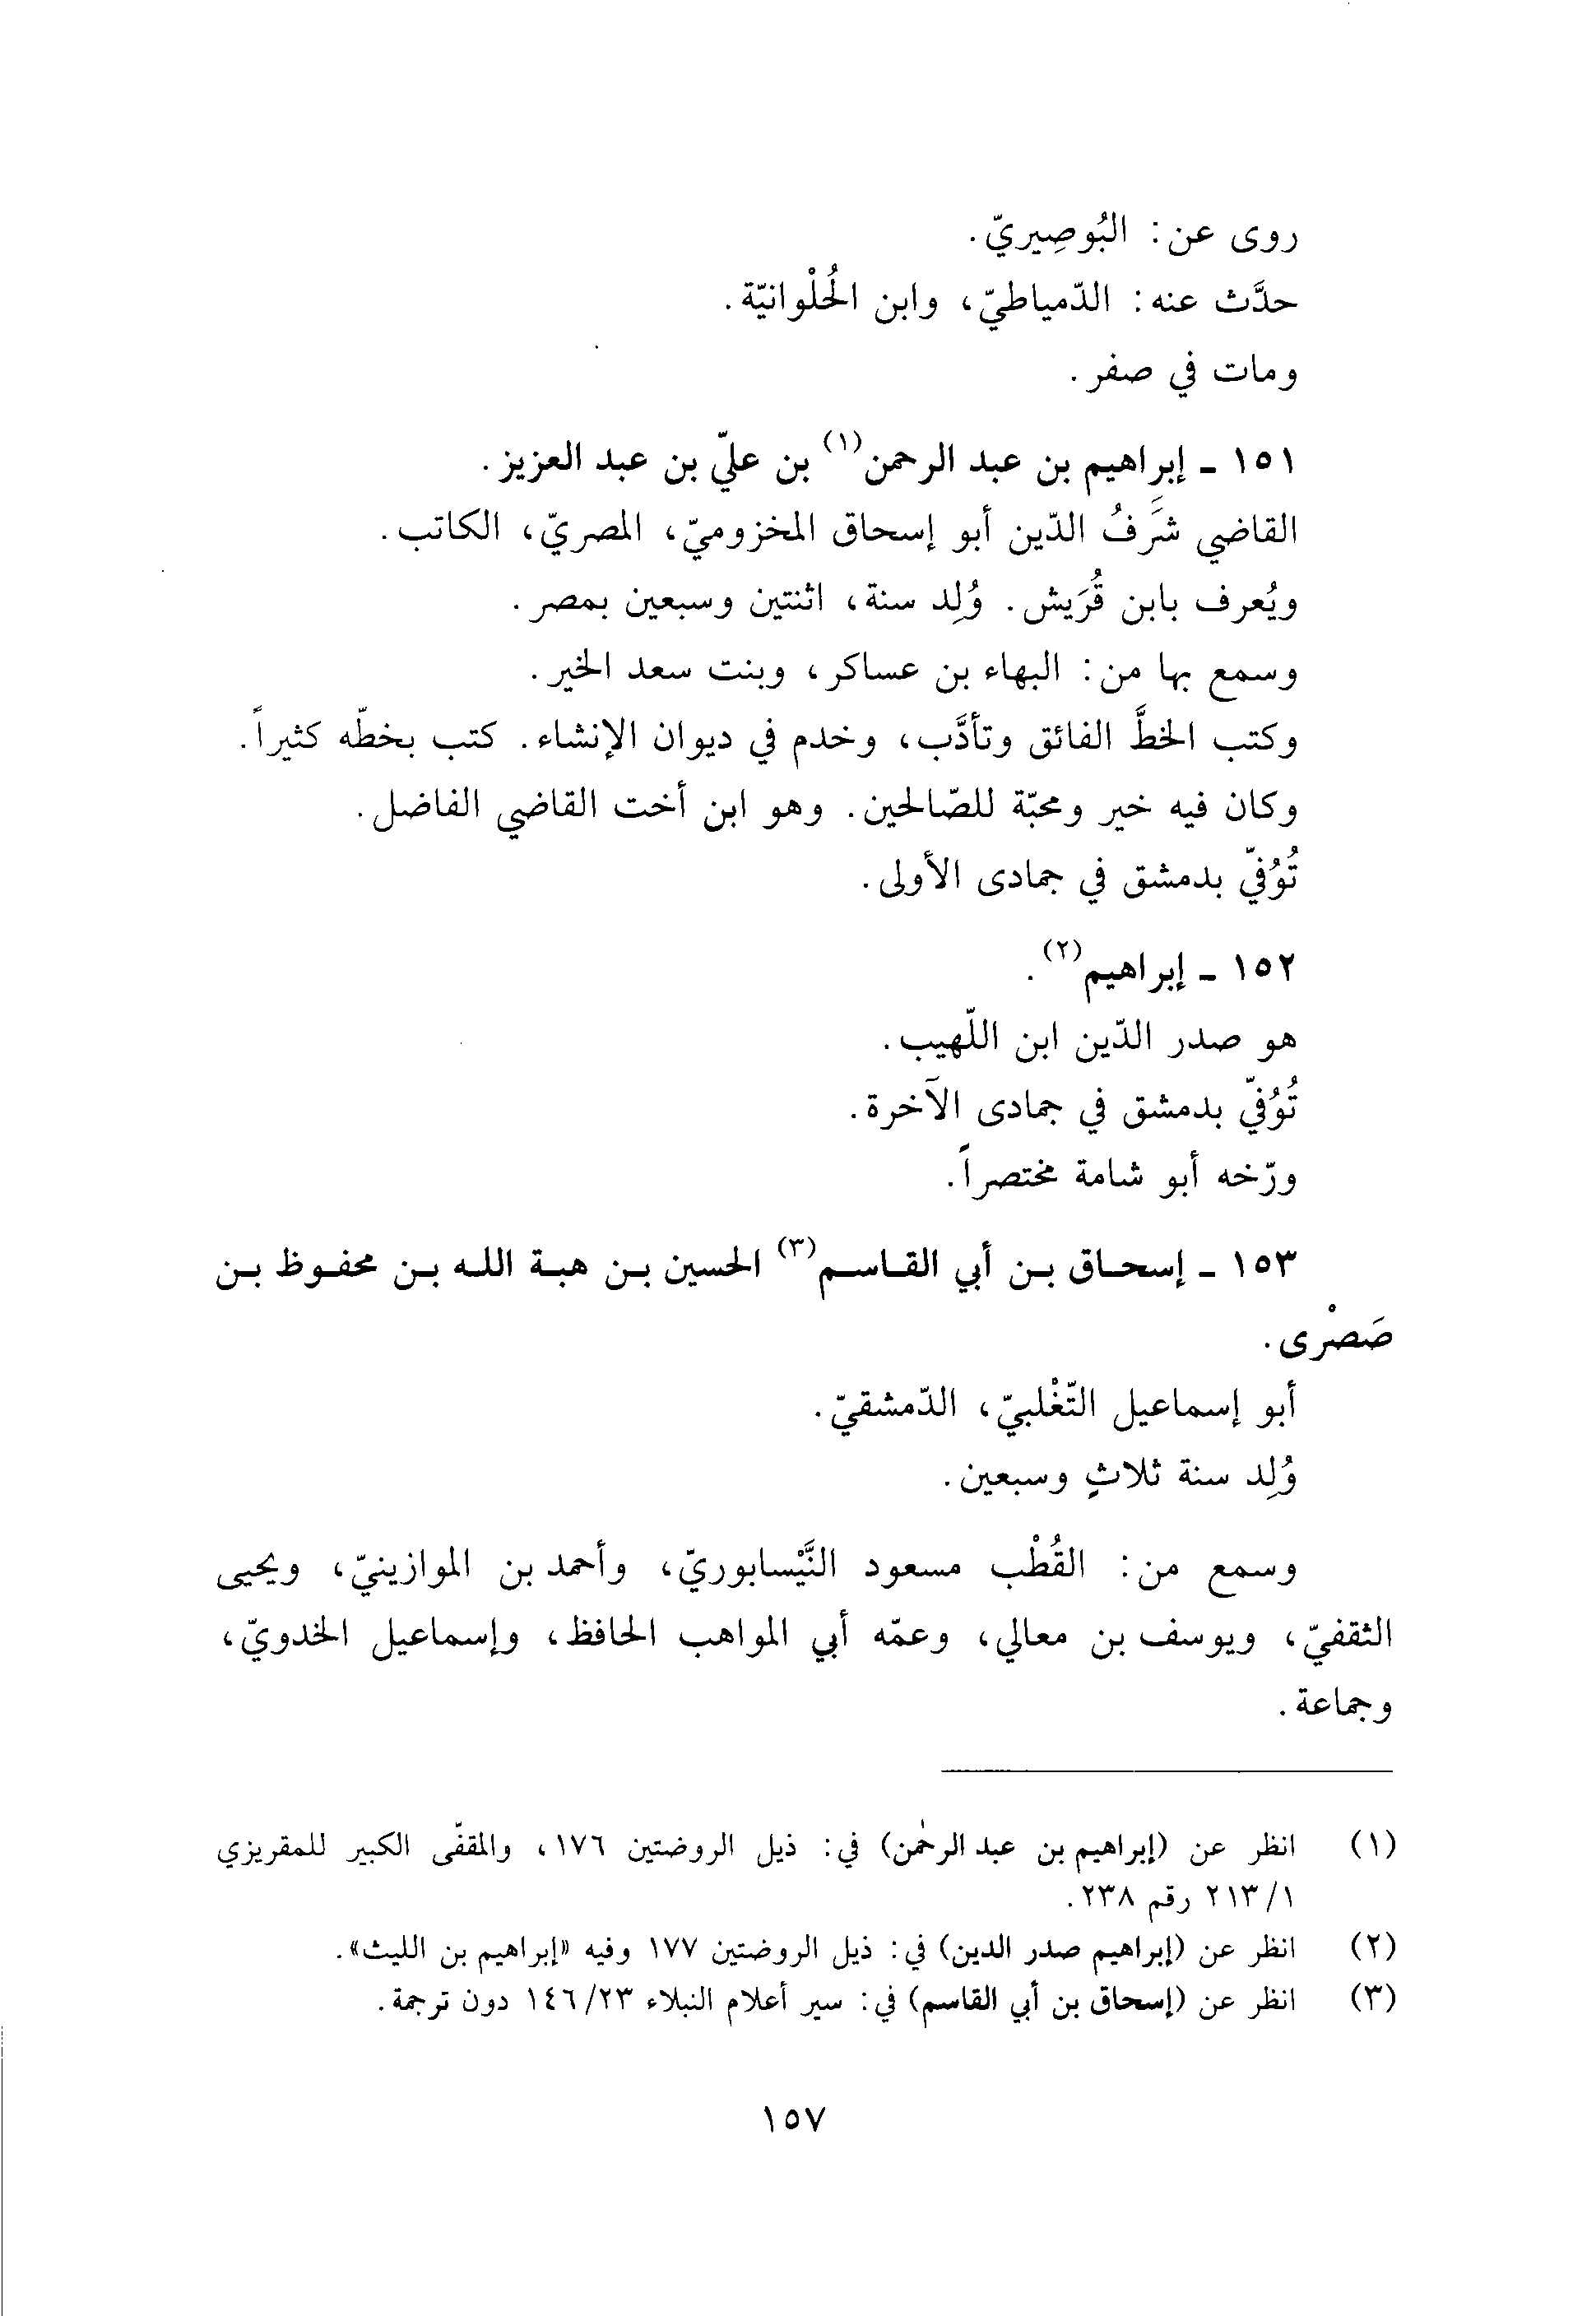 روى عن: البُوصِيريّ.
حدَّث عنه: الدّمياطيّ، وابن الحُلْوانيّة.
ومات في صفر.
١٥١ - إبراهيم بن عبد الرحمن(١) بن عليّ بن عبد العزيز.
القاضي شَرَفُ الدّين أبو إسحاق المخزوميّ، المصريّ، الكاتب.
ويُعرف بابن قُرَيش. وُلِد سنة، اثنتين وسبعين بمصر.
وسمع بها من: البهاء بن عساكر، وبنت سعد الخير.
وكتب الخطَّ الفائق وتأدَّب، وخدم في ديوان الإنشاء. كتب بخطّه كثيراً.
وكان فيه خير ومحبّة للصّالحين. وهو ابن أخت القاضي الفاضل.
تُوُفيّ بدمشق في جمادى الأولى.
١٥٢ - إبراهيم(٢).
هو صدر الدّين ابن اللّهيب.
تُوُفيّ بدمشق في جمادى الآخرة.
ورّخه أبو شامة مختصراً.
١٥٣ - إسحاق بن أبي القاسم(٣) الحسين بن هبة الله بن محفوظ بن
صَصْرى.
أبو إسماعيل التّغْلبيّ، الدّمشقيّ.
وُلِد سنة ثلاثٍ وسبعين.
وسمع من: القُطْب مسعود النَّيْسابوريّ، وأحمد بن الموازينيّ، ويحيى
الثقفيّ، ويوسف بن معالي، وعمّه أبي المواهب الحافظ، وإسماعيل الخدويّ،
وجماعة.
(١) انظر عن (إبراهيم بن عبد الرحمٰن) في: ذيل الروضتين ١٧٦، والمقفّى الكبير للمقريزي
١/ ٢١٣ رقم ٢٣٨.
(٢) انظر عن (إبراهيم صدر الدين) في: ذيل الروضتين ١٧٧ وفيه «إبراهيم بن الليث».
(٣) انظر عن (إسحاق بن أبي القاسم) في: سير أعلام النبلاء ٢٣/ ١٤٦ دون ترجمة.
١٥٧